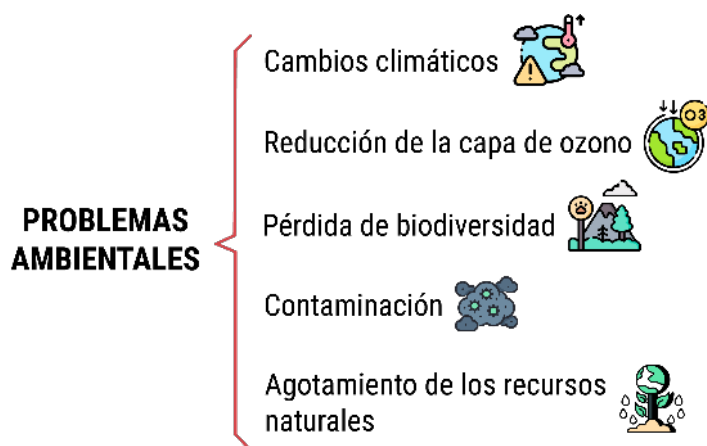 Cambios climáticos
Reducción de la capa de ozono
O3
PROBLEMAS
AMBIENTALES
Pérdida de biodiversidad
Contaminación
Agotamiento de los recursos
naturales